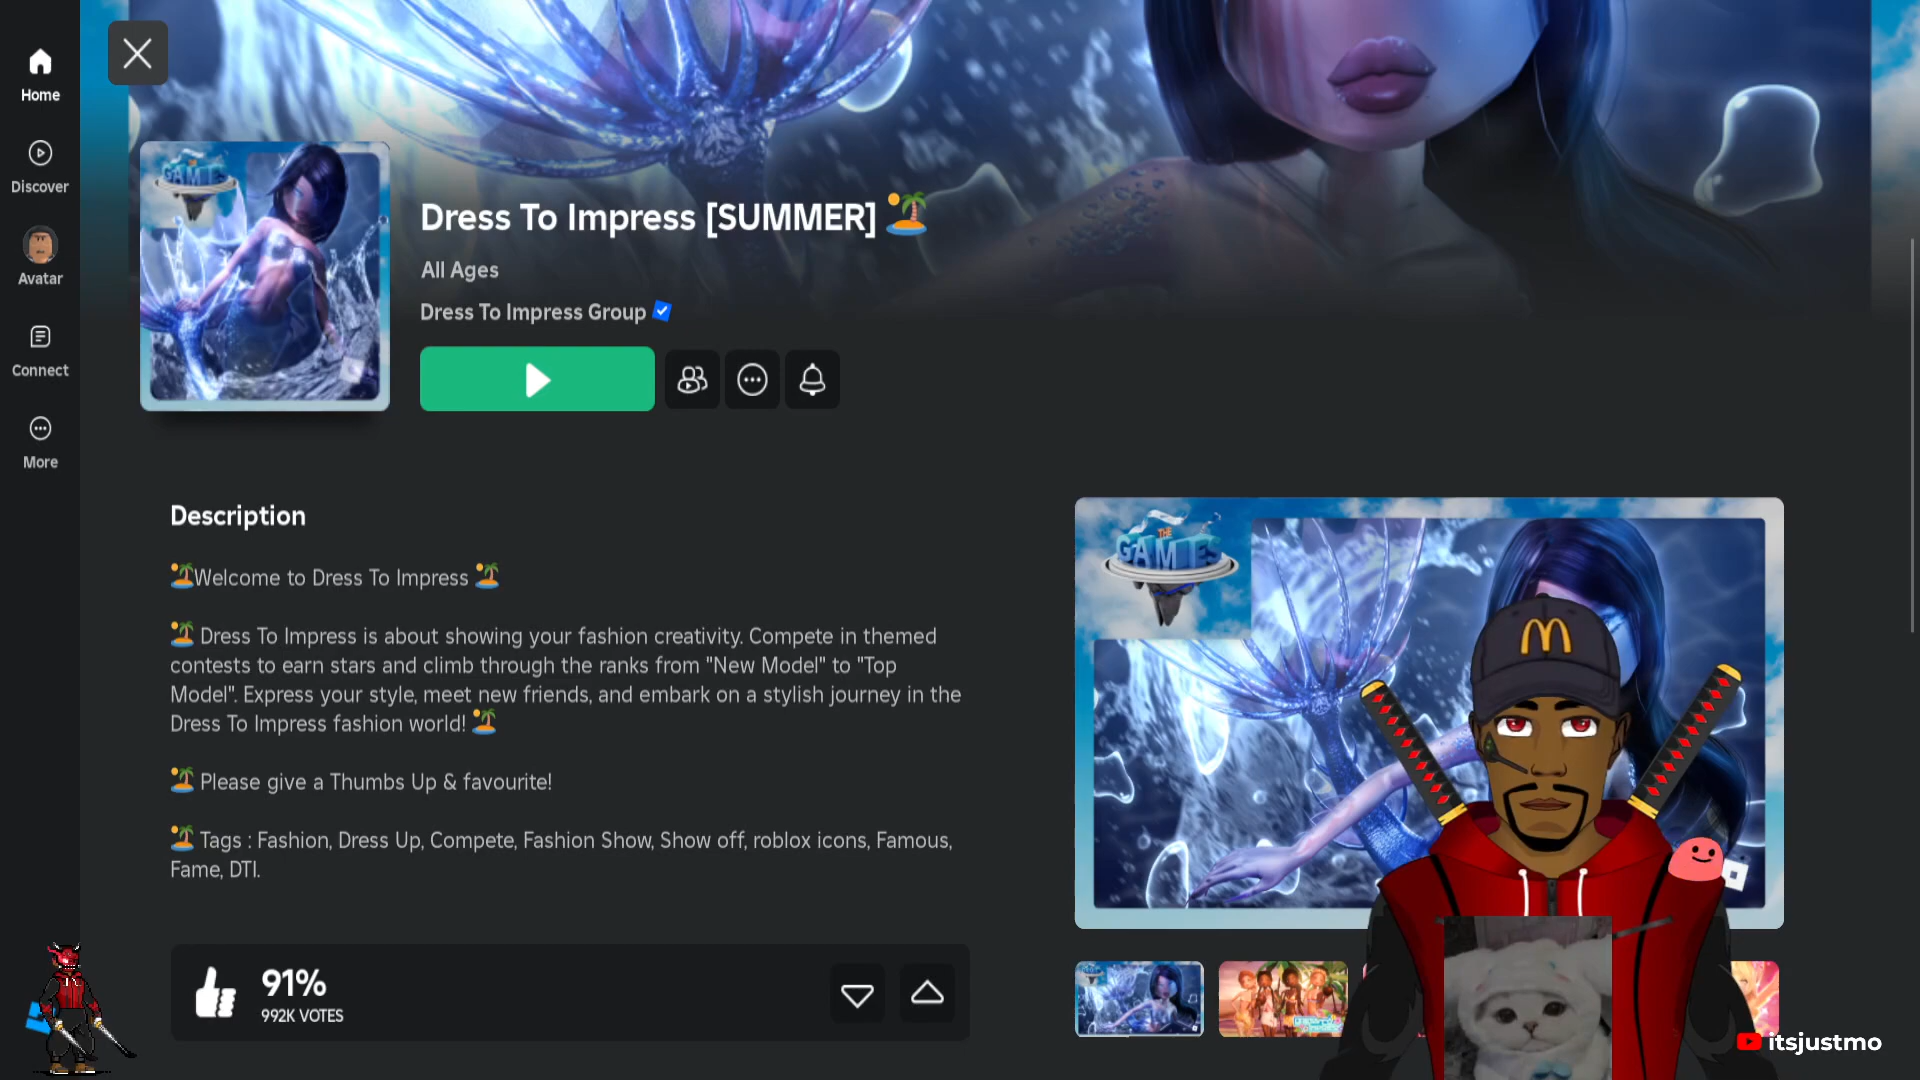 Home
Discover
Avatar
Connect
More
THE
GAMES
Dress To Impress [SUMMER] 🏝️
All Ages
Dress To Impress Group
Description
🏝️Welcome to Dress To Impress 🏝️
🏝️ Dress To Impress is about showing your fashion creativity. Compete in themed
contests to earn stars and climb through the ranks from "New Model" to "Top
Model". Express your style, meet new friends, and embark on a stylish journey in the
Dress To Impress fashion world! 🏝️
🏝️ Please give a Thumbs Up & favourite!
🏝️ Tags : Fashion, Dress Up, Compete, Fashion Show, Show off, roblox icons, Famous,
Fame, DTI.
91%
992K VOTES
THE
GAMES
itsjustmo